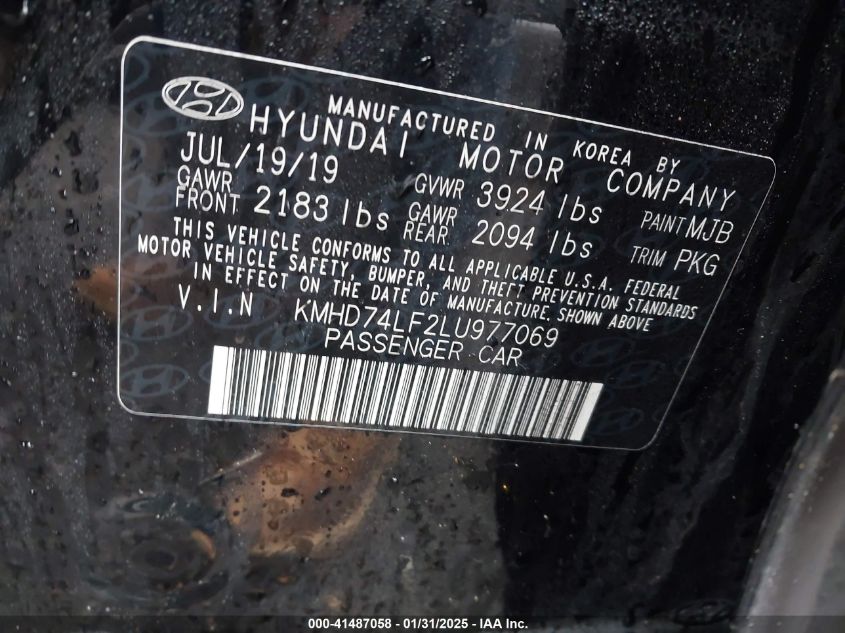 MANUFACTURED IN KOREA BY
HYUNDAI MOTOR COMPANY
JUL/19/19 GVWR 3924 lbs PAINT MJB
GAWR FRONT 2183 lbs GAWR REAR 2094 lbs TRIM PKG
THIS VEHICLE CONFORMS TO ALL APPLICABLE U.S.A. FEDERAL
MOTOR VEHICLE SAFETY, BUMPER, AND THEFT PREVENTION STANDARDS
IN EFFECT ON THE DATE OF MANUFACTURE SHOWN ABOVE
V.I.N KMHD74LF2LU977069
PASSENGER CAR
000-41487058 - 01/31/2025 - IAA Inc.